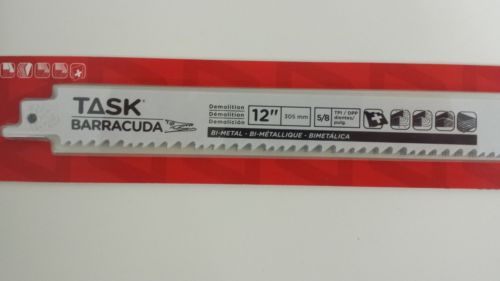 TASK®
BARRACUDA
Demolition
Démolition
Demolición
12"
305 mm
5/8
TPI / DPP
dientes/
pulg.
BI-METAL • BI-MÉTALLIQUE • BIMETÁLICA